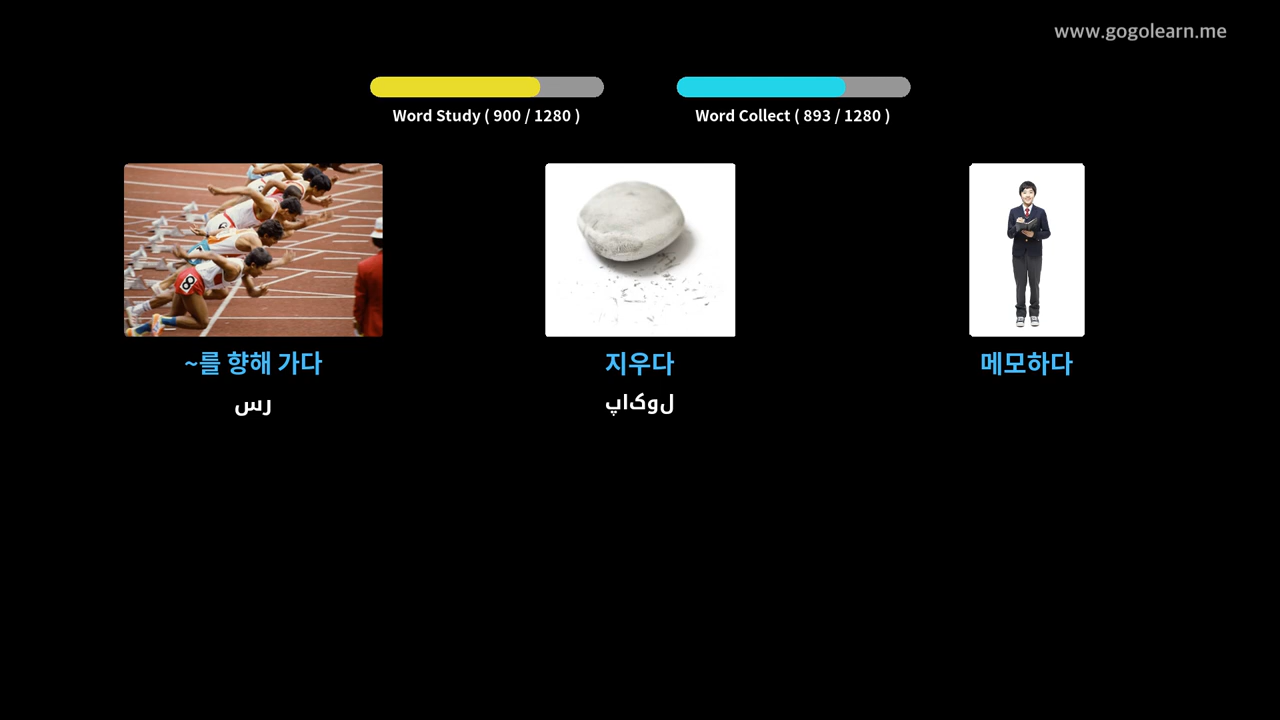 www.gogolearn.me
Word Study ( 900 / 1280 )
Word Collect ( 893 / 1280 )
8
~를 향해 가다
رس
지우다
لوکاپ
메모하다